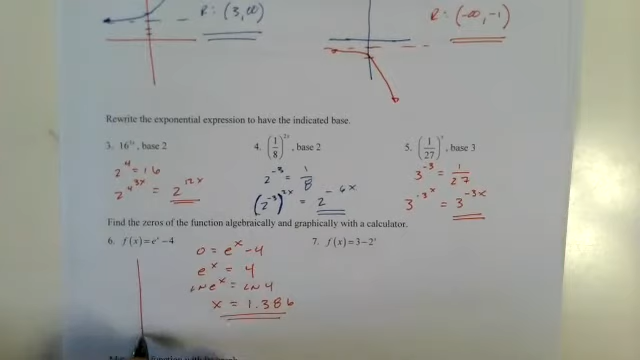 R: (3, ∞)
R: (-∞, -1)
Rewrite the exponential expression to have the indicated base.
3. 16^{3x}, base 2
4. (1/8)^{2x}, base 2
5. (1/27)^x, base 3
2^4 = 16
2^{4^{3x}} = 2^{12x}
2^{-3} = 1/8
(2^{-3})^{2x} = 2^{-6x}
3^{-3} = 1/27
3^{-3^x} = 3^{-3x}
Find the zeros of the function algebraically and graphically with a calculator.
6. f(x) = e^x - 4
7. f(x) = 3 - 2^x
0 = e^x - 4
e^x = 4
ln e^x = ln 4
x = 1.386